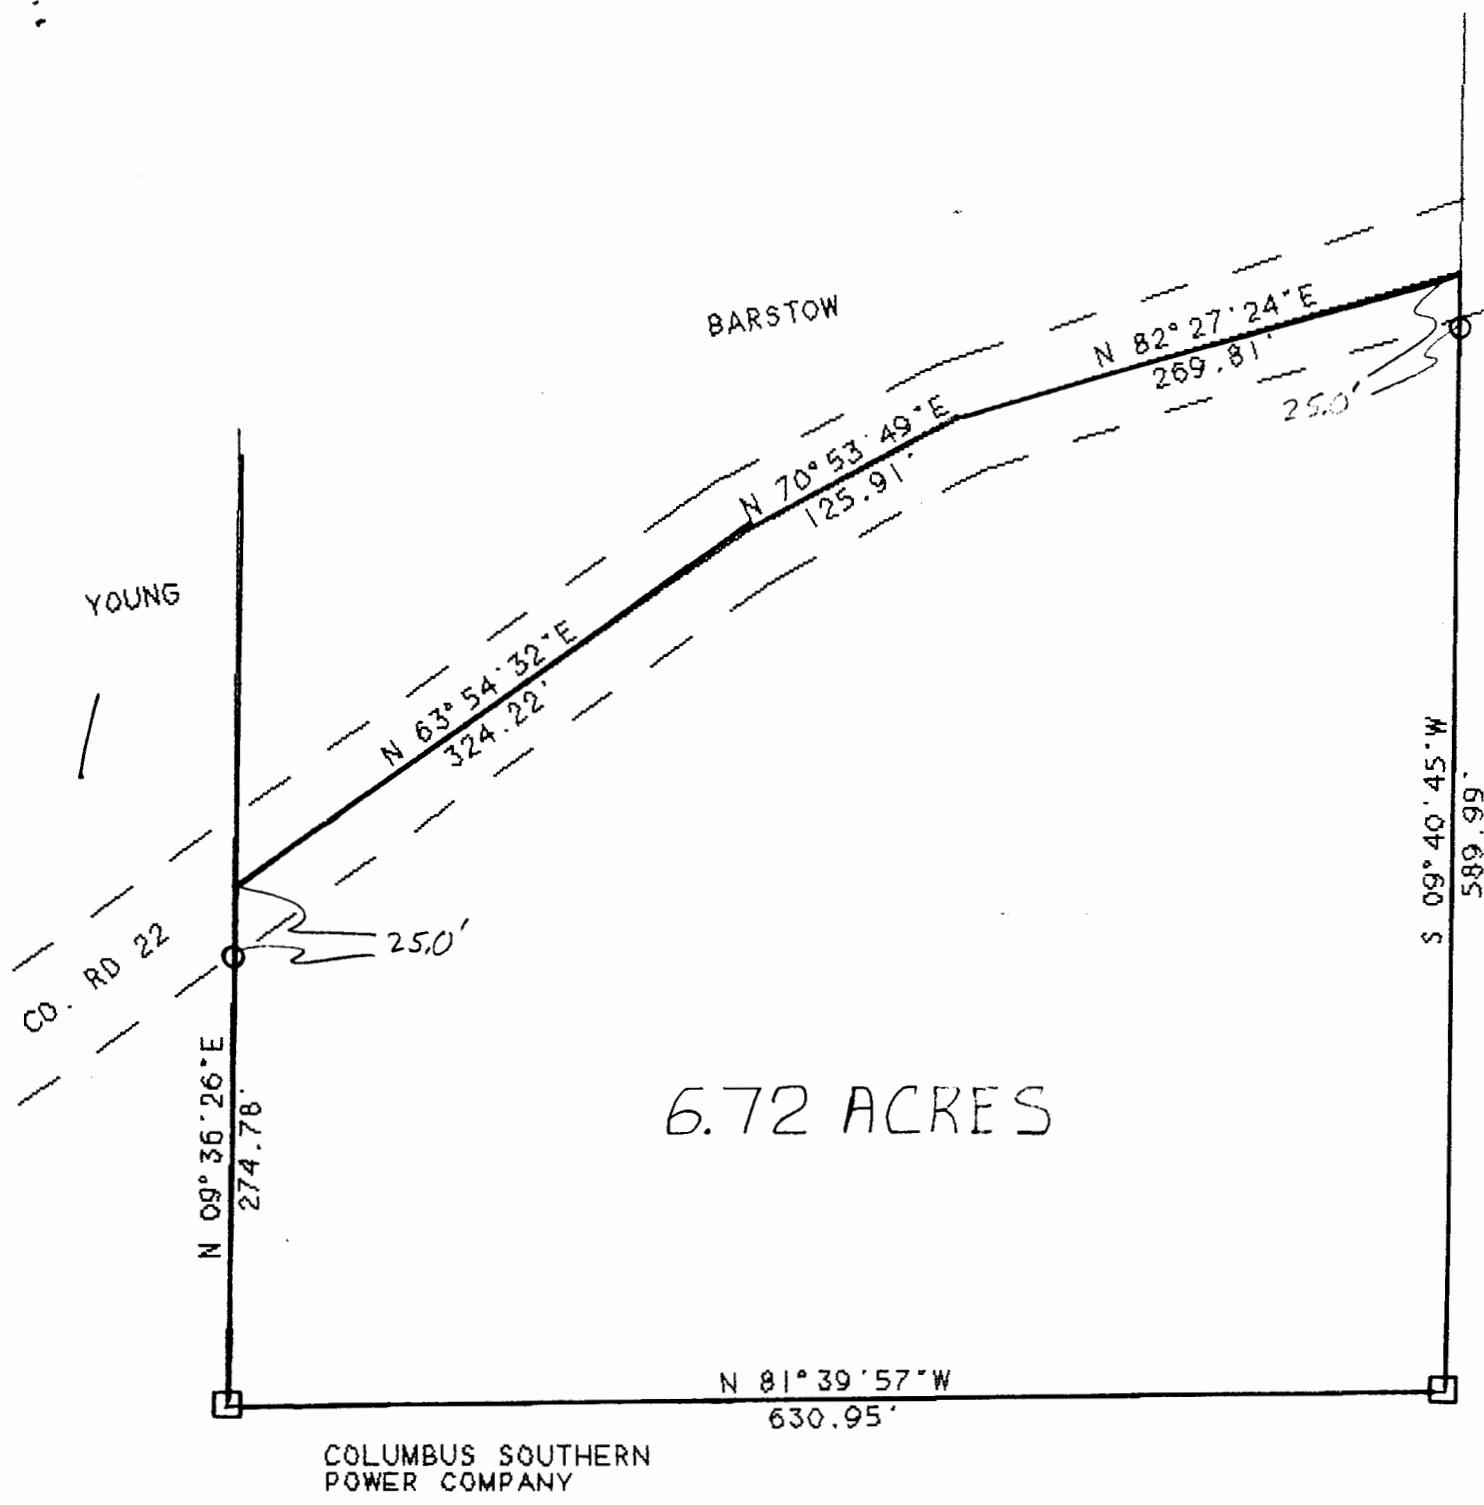 BARSTOW
N 82° 27' 24" E
269.81'
25.0'
N 70° 53' 49" E
125.91'
YOUNG
N 63° 54' 32" E
324.22'
S 09° 40' 45" W
589.99'
25.0'
CO. RD 22
N 09° 36' 26" E
274.78'
6.72 ACRES
N 81° 39' 57" W
630.95'
COLUMBUS SOUTHERN
POWER COMPANY